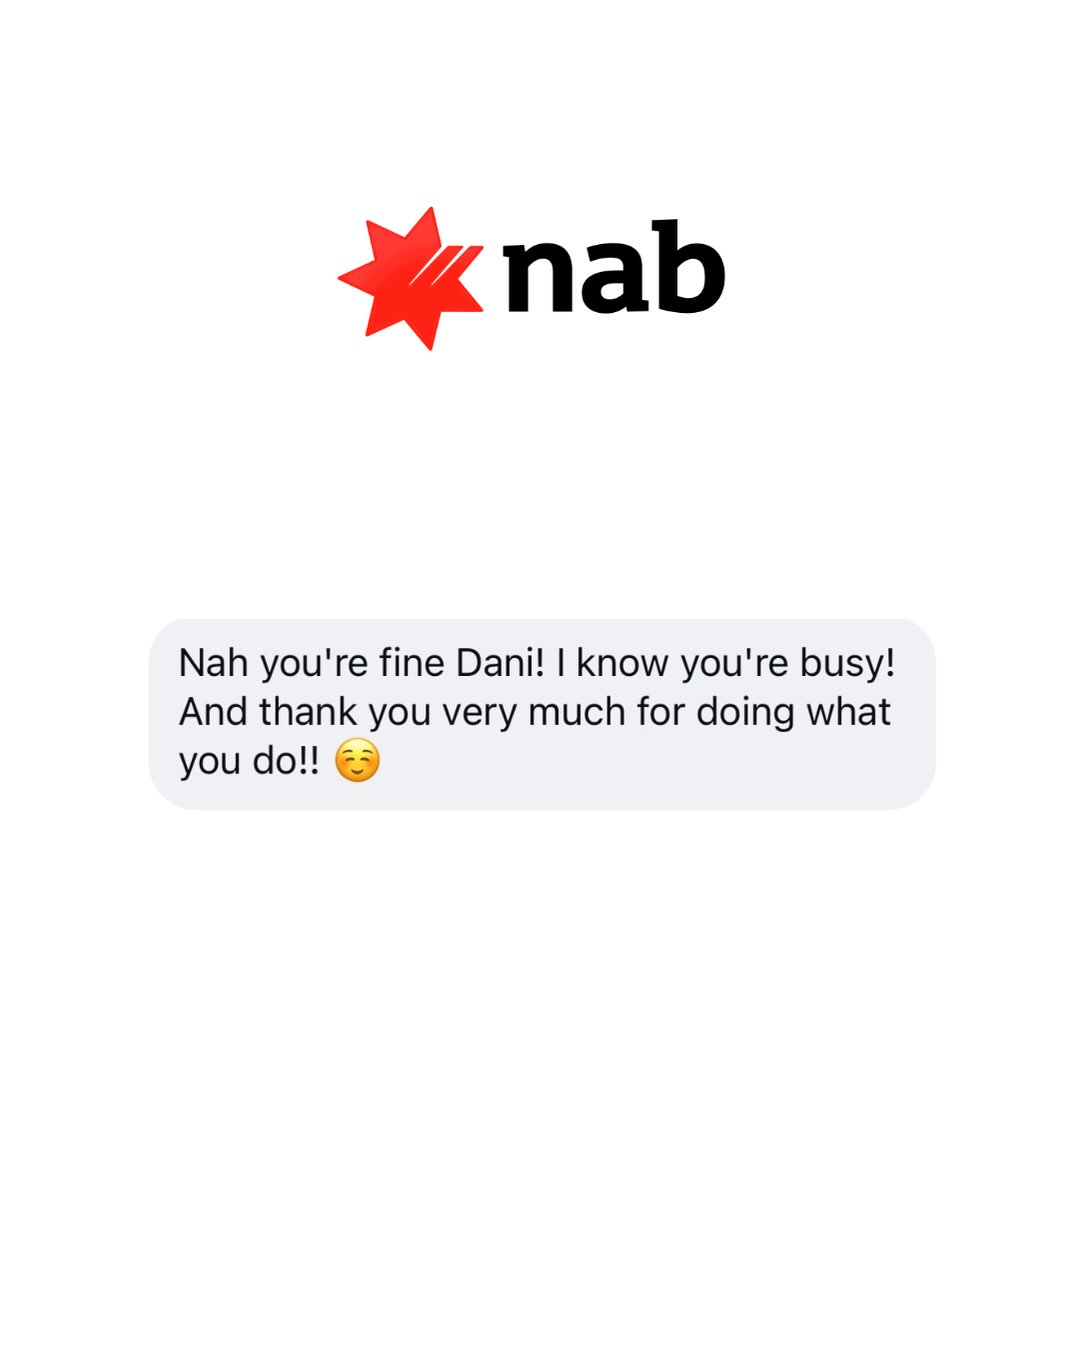 nab
Nah you're fine Dani! I know you're busy!
And thank you very much for doing what
you do!! ☺️